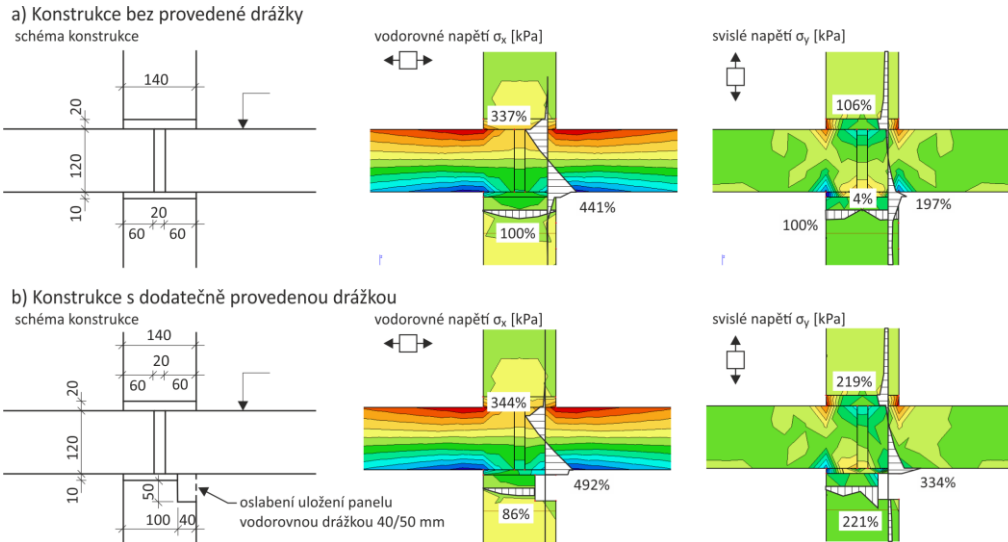 a) Konstrukce bez provedené drážky
schéma konstrukce
vodorovné napětí σx [kPa]
svislé napětí σy [kPa]
140
20
120
10
20
60 60
337%
441%
100%
106%
4%
197%
100%
b) Konstrukce s dodatečně provedenou drážkou
schéma konstrukce
vodorovné napětí σx [kPa]
svislé napětí σy [kPa]
140
20
60 60
20
120
10
50
100 40
oslabení uložení panelu
vodorovnou drážkou 40/50 mm
344%
492%
86%
219%
334%
221%